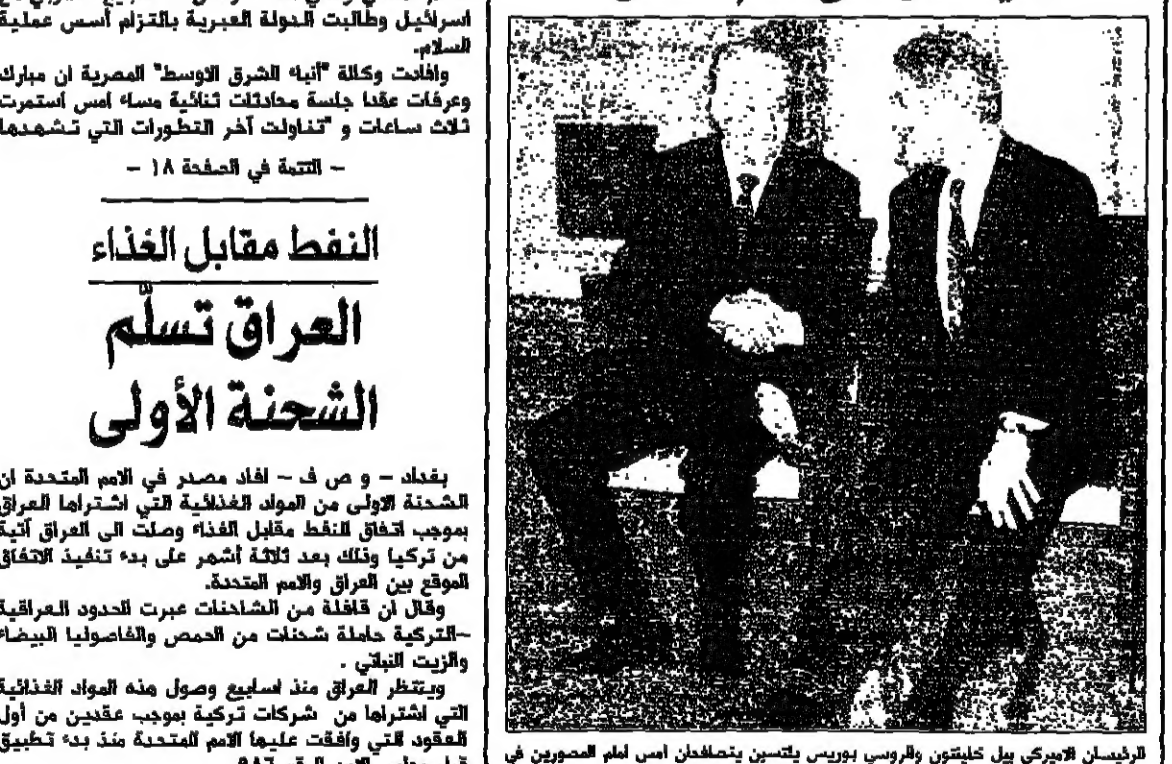 اسرائيل وطالبت الدولة العبرية بالتزام أسس عملية
السلام.
وافادت وكالة "أنباء الشرق الاوسط" المصرية ان مبارك
وعرفات عقدا جلسة محادثات ثنائية مساء امس استمرت
ثلاث ساعات و "تناولت آخر التطورات التي تشهدها
– التتمة في الصفحة ١٨ –
النفط مقابل الغذاء
العراق تسلّم
الشحنة الأولى
بغداد – و ص ف – افاد مصدر في الامم المتحدة ان
الشحنة الاولى من المواد الغذائية التي اشتراها العراق
بموجب اتفاق النفط مقابل الغذاء وصلت الى العراق آتية
من تركيا وذلك بعد ثلاثة أشهر على بدء تنفيذ الاتفاق
الموقع بين العراق والامم المتحدة.
وقال ان قافلة من الشاحنات عبرت الحدود العراقية
–التركية حاملة شحنات من الحمص والفاصوليا البيضاء
والزيت النباتي .
وينتظر العراق منذ اسابيع وصول هذه المواد الغذائية
التي اشتراها من شركات تركية بموجب عقدين من أول
العقود التي وافقت عليها الامم المتحدة منذ بدء تطبيق
الرئيسان الاميركي بيل كلينتون والروسي بوريس يلتسين يتصافحان أمس أمام المصورين في